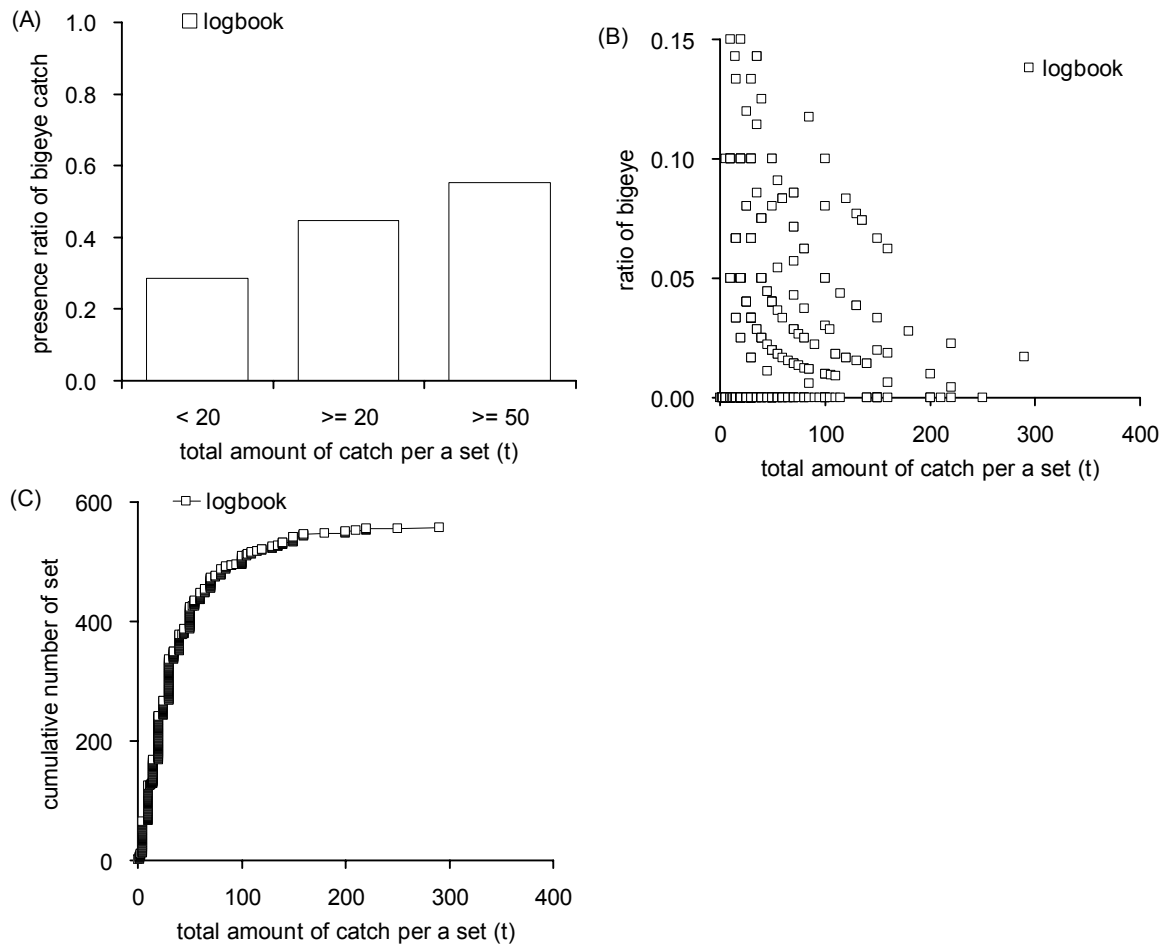 (A)
logbook
presence ratio of bigeye catch
1.0
0.8
0.6
0.4
0.2
0.0
< 20
>= 20
>= 50
total amount of catch per a set (t)
(B)
logbook
ratio of bigeye
0.15
0.10
0.05
0.00
0
100
200
300
400
total amount of catch per a set (t)
(C)
logbook
cumulative number of set
600
400
200
0
0
100
200
300
400
total amount of catch per a set (t)